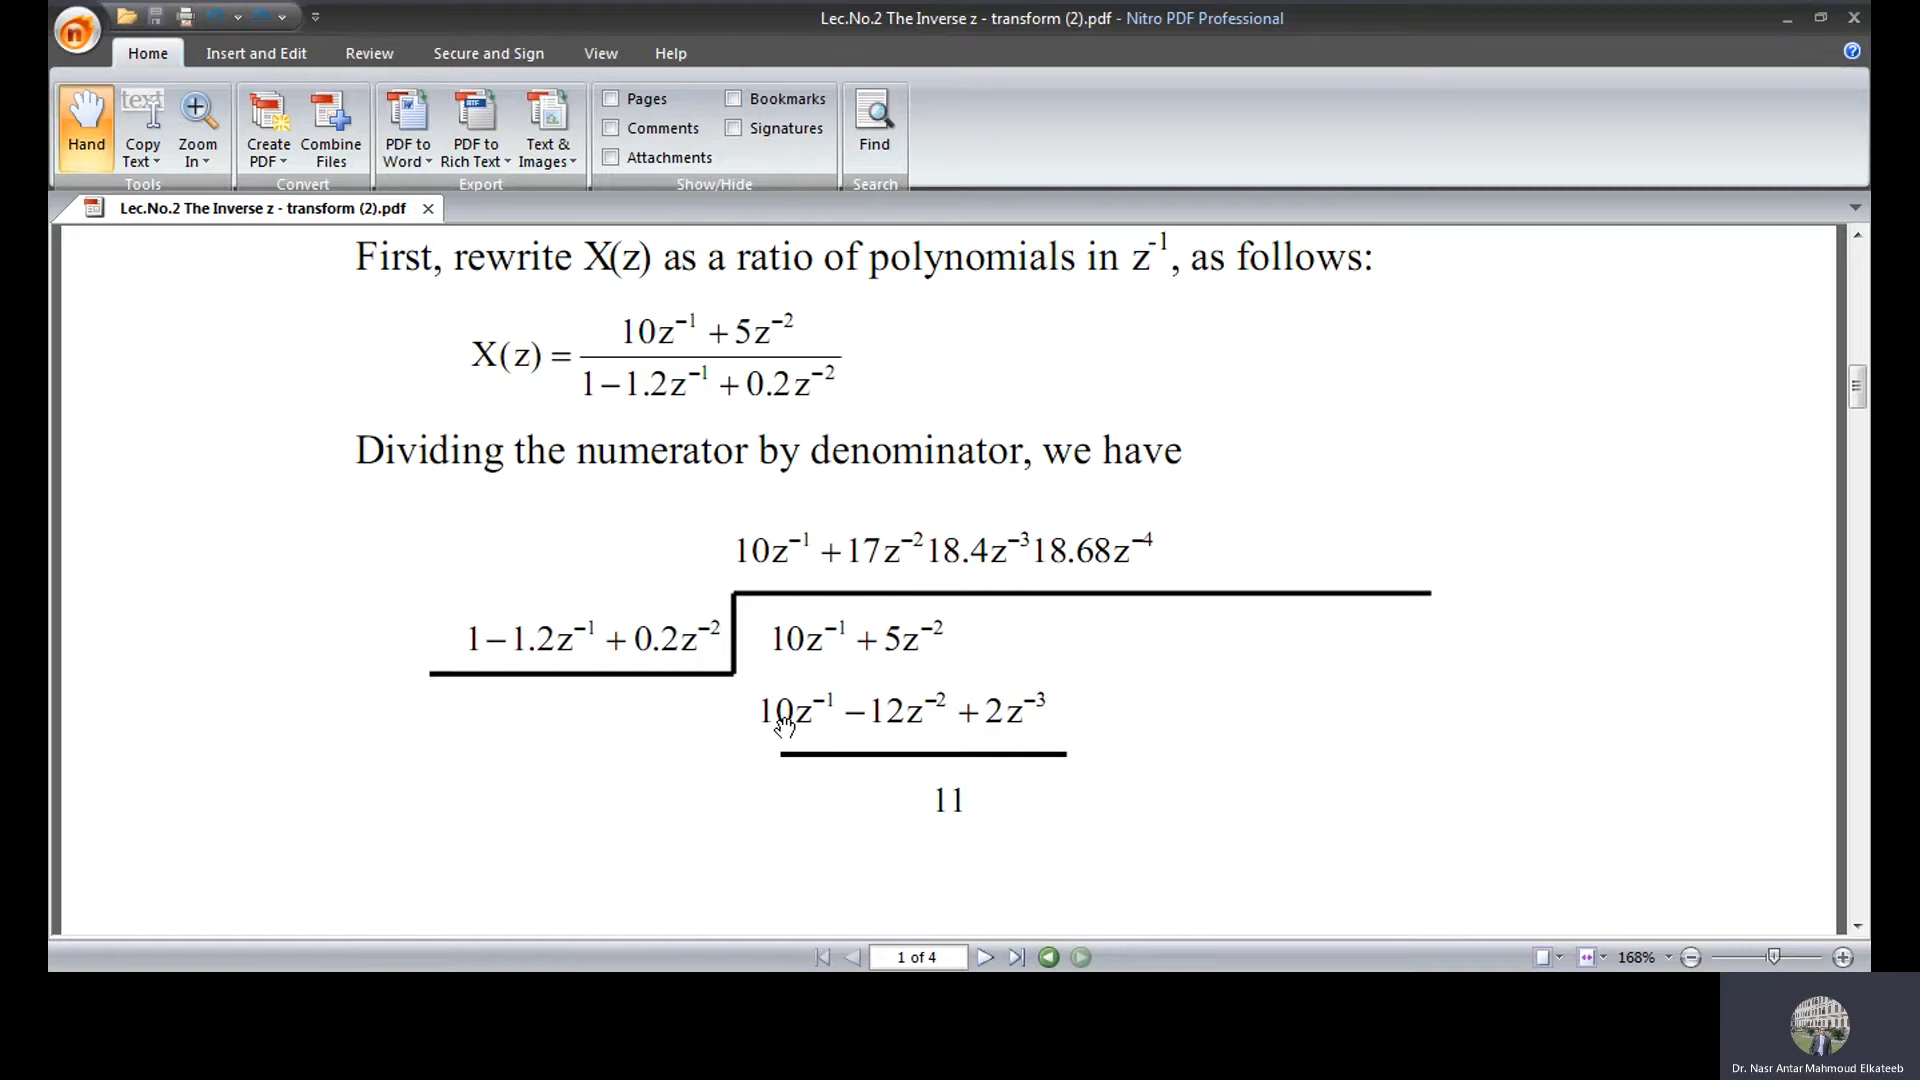 Lec.No.2 The Inverse z - transform (2).pdf - Nitro PDF Professional
Home Insert and Edit Review Secure and Sign View Help
Hand
Copy Text
Zoom In
Tools
Create PDF
Combine Files
Convert
PDF to Word
PDF to Rich Text
Text & Images
Export
Pages Bookmarks
Comments Signatures
Attachments
Show/Hide
Find
Search
Lec.No.2 The Inverse z - transform (2).pdf
First, rewrite X(z) as a ratio of polynomials in z⁻¹, as follows:
X(z) = (10z⁻¹ + 5z⁻²) / (1 − 1.2z⁻¹ + 0.2z⁻²)
Dividing the numerator by denominator, we have
10z⁻¹ + 17z⁻² 18.4z⁻³ 18.68z⁻⁴
1 − 1.2z⁻¹ + 0.2z⁻² 10z⁻¹ + 5z⁻²
10z⁻¹ − 12z⁻² + 2z⁻³
11
1 of 4
168%
Dr. Nasr Antar Mahmoud Elkateeb